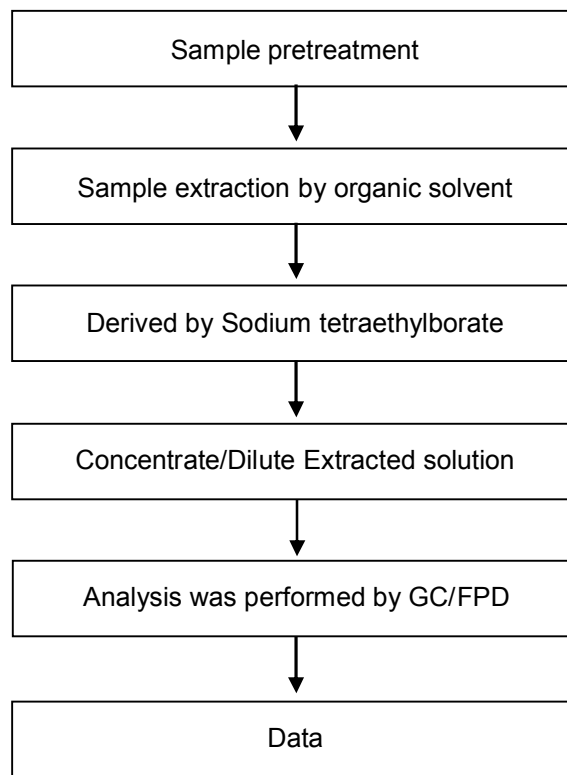 Sample pretreatment
Sample extraction by organic solvent
Derived by Sodium tetraethylborate
Concentrate/Dilute Extracted solution
Analysis was performed by GC/FPD
Data